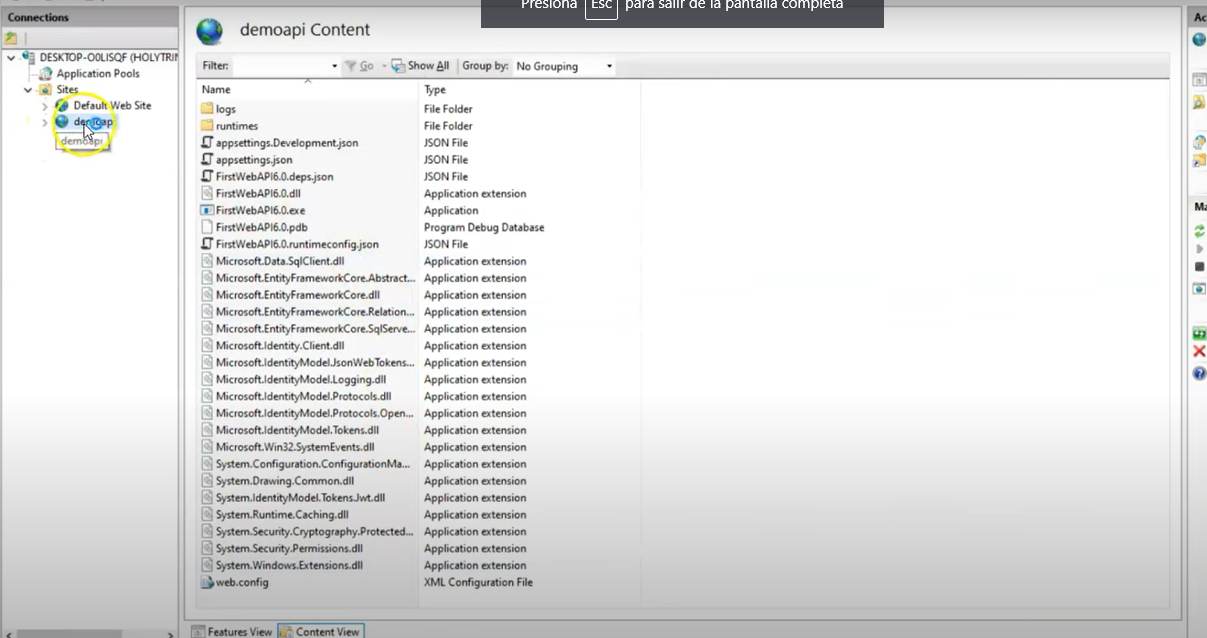 Presiona Esc para salir de la pantalla completa
Connections
DESKTOP-O0LISQF (HOLYTRIN
Application Pools
Sites
Default Web Site
demoapi
demoapi Content
Filter:
Go
Show All
Group by:
No Grouping
Name Type
logs File Folder
runtimes File Folder
appsettings.Development.json JSON File
appsettings.json JSON File
FirstWebAPI6.0.deps.json JSON File
FirstWebAPI6.0.dll Application extension
FirstWebAPI6.0.exe Application
FirstWebAPI6.0.pdb Program Debug Database
FirstWebAPI6.0.runtimeconfig.json JSON File
Microsoft.Data.SqlClient.dll Application extension
Microsoft.EntityFrameworkCore.Abstract... Application extension
Microsoft.EntityFrameworkCore.dll Application extension
Microsoft.EntityFrameworkCore.Relation... Application extension
Microsoft.EntityFrameworkCore.SqlServe... Application extension
Microsoft.Identity.Client.dll Application extension
Microsoft.IdentityModel.JsonWebTokens... Application extension
Microsoft.IdentityModel.Logging.dll Application extension
Microsoft.IdentityModel.Protocols.dll Application extension
Microsoft.IdentityModel.Protocols.Open... Application extension
Microsoft.IdentityModel.Tokens.dll Application extension
Microsoft.Win32.SystemEvents.dll Application extension
System.Configuration.ConfigurationMa... Application extension
System.Drawing.Common.dll Application extension
System.IdentityModel.Tokens.Jwt.dll Application extension
System.Runtime.Caching.dll Application extension
System.Security.Cryptography.Protected... Application extension
System.Security.Permissions.dll Application extension
System.Windows.Extensions.dll Application extension
web.config XML Configuration File
Features View
Content View
Ac
Ma